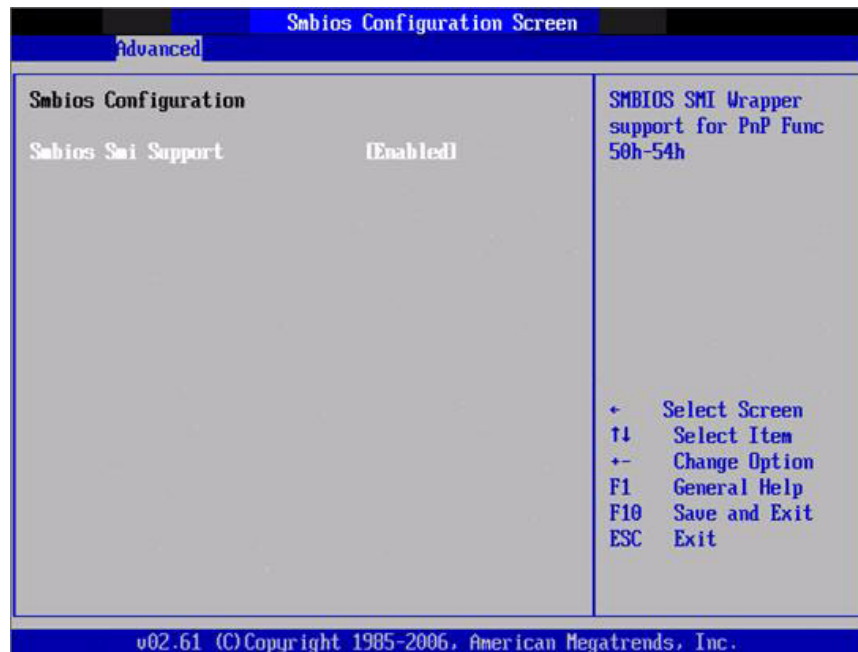 Smbios Configuration Screen
Advanced
Smbios Configuration
Smbios Smi Support [Enabled]
SMBIOS SMI Wrapper
support for PnP Func
50h-54h
← Select Screen
↑↓ Select Item
+- Change Option
F1 General Help
F10 Save and Exit
ESC Exit
v02.61 (C)Copyright 1985-2006, American Megatrends, Inc.